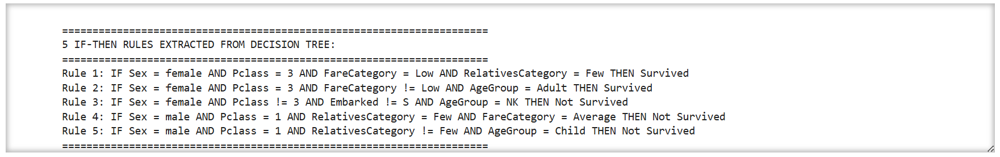 ======================================================================
5 IF-THEN RULES EXTRACTED FROM DECISION TREE:
======================================================================
Rule 1: IF Sex = female AND Pclass = 3 AND FareCategory = Low AND RelativesCategory = Few THEN Survived
Rule 2: IF Sex = female AND Pclass = 3 AND FareCategory != Low AND AgeGroup = Adult THEN Survived
Rule 3: IF Sex = female AND Pclass != 3 AND Embarked != S AND AgeGroup = NK THEN Not Survived
Rule 4: IF Sex = male AND Pclass = 1 AND RelativesCategory = Few AND FareCategory = Average THEN Not Survived
Rule 5: IF Sex = male AND Pclass = 1 AND RelativesCategory != Few AND AgeGroup = Child THEN Not Survived
======================================================================